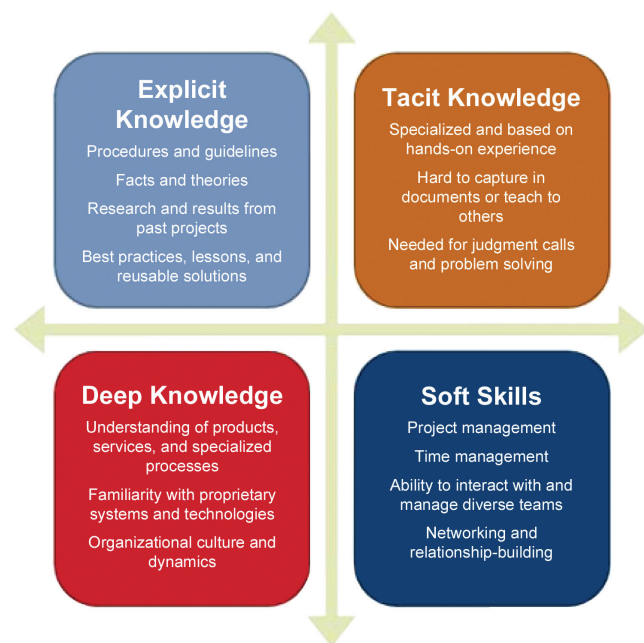 Explicit
Knowledge
Procedures and guidelines
Facts and theories
Research and results from
past projects
Best practices, lessons, and
reusable solutions
Tacit Knowledge
Specialized and based on
hands-on experience
Hard to capture in
documents or teach to
others
Needed for judgment calls
and problem solving
Deep Knowledge
Understanding of products,
services, and specialized
processes
Familiarity with proprietary
systems and technologies
Organizational culture and
dynamics
Soft Skills
Project management
Time management
Ability to interact with and
manage diverse teams
Networking and
relationship-building